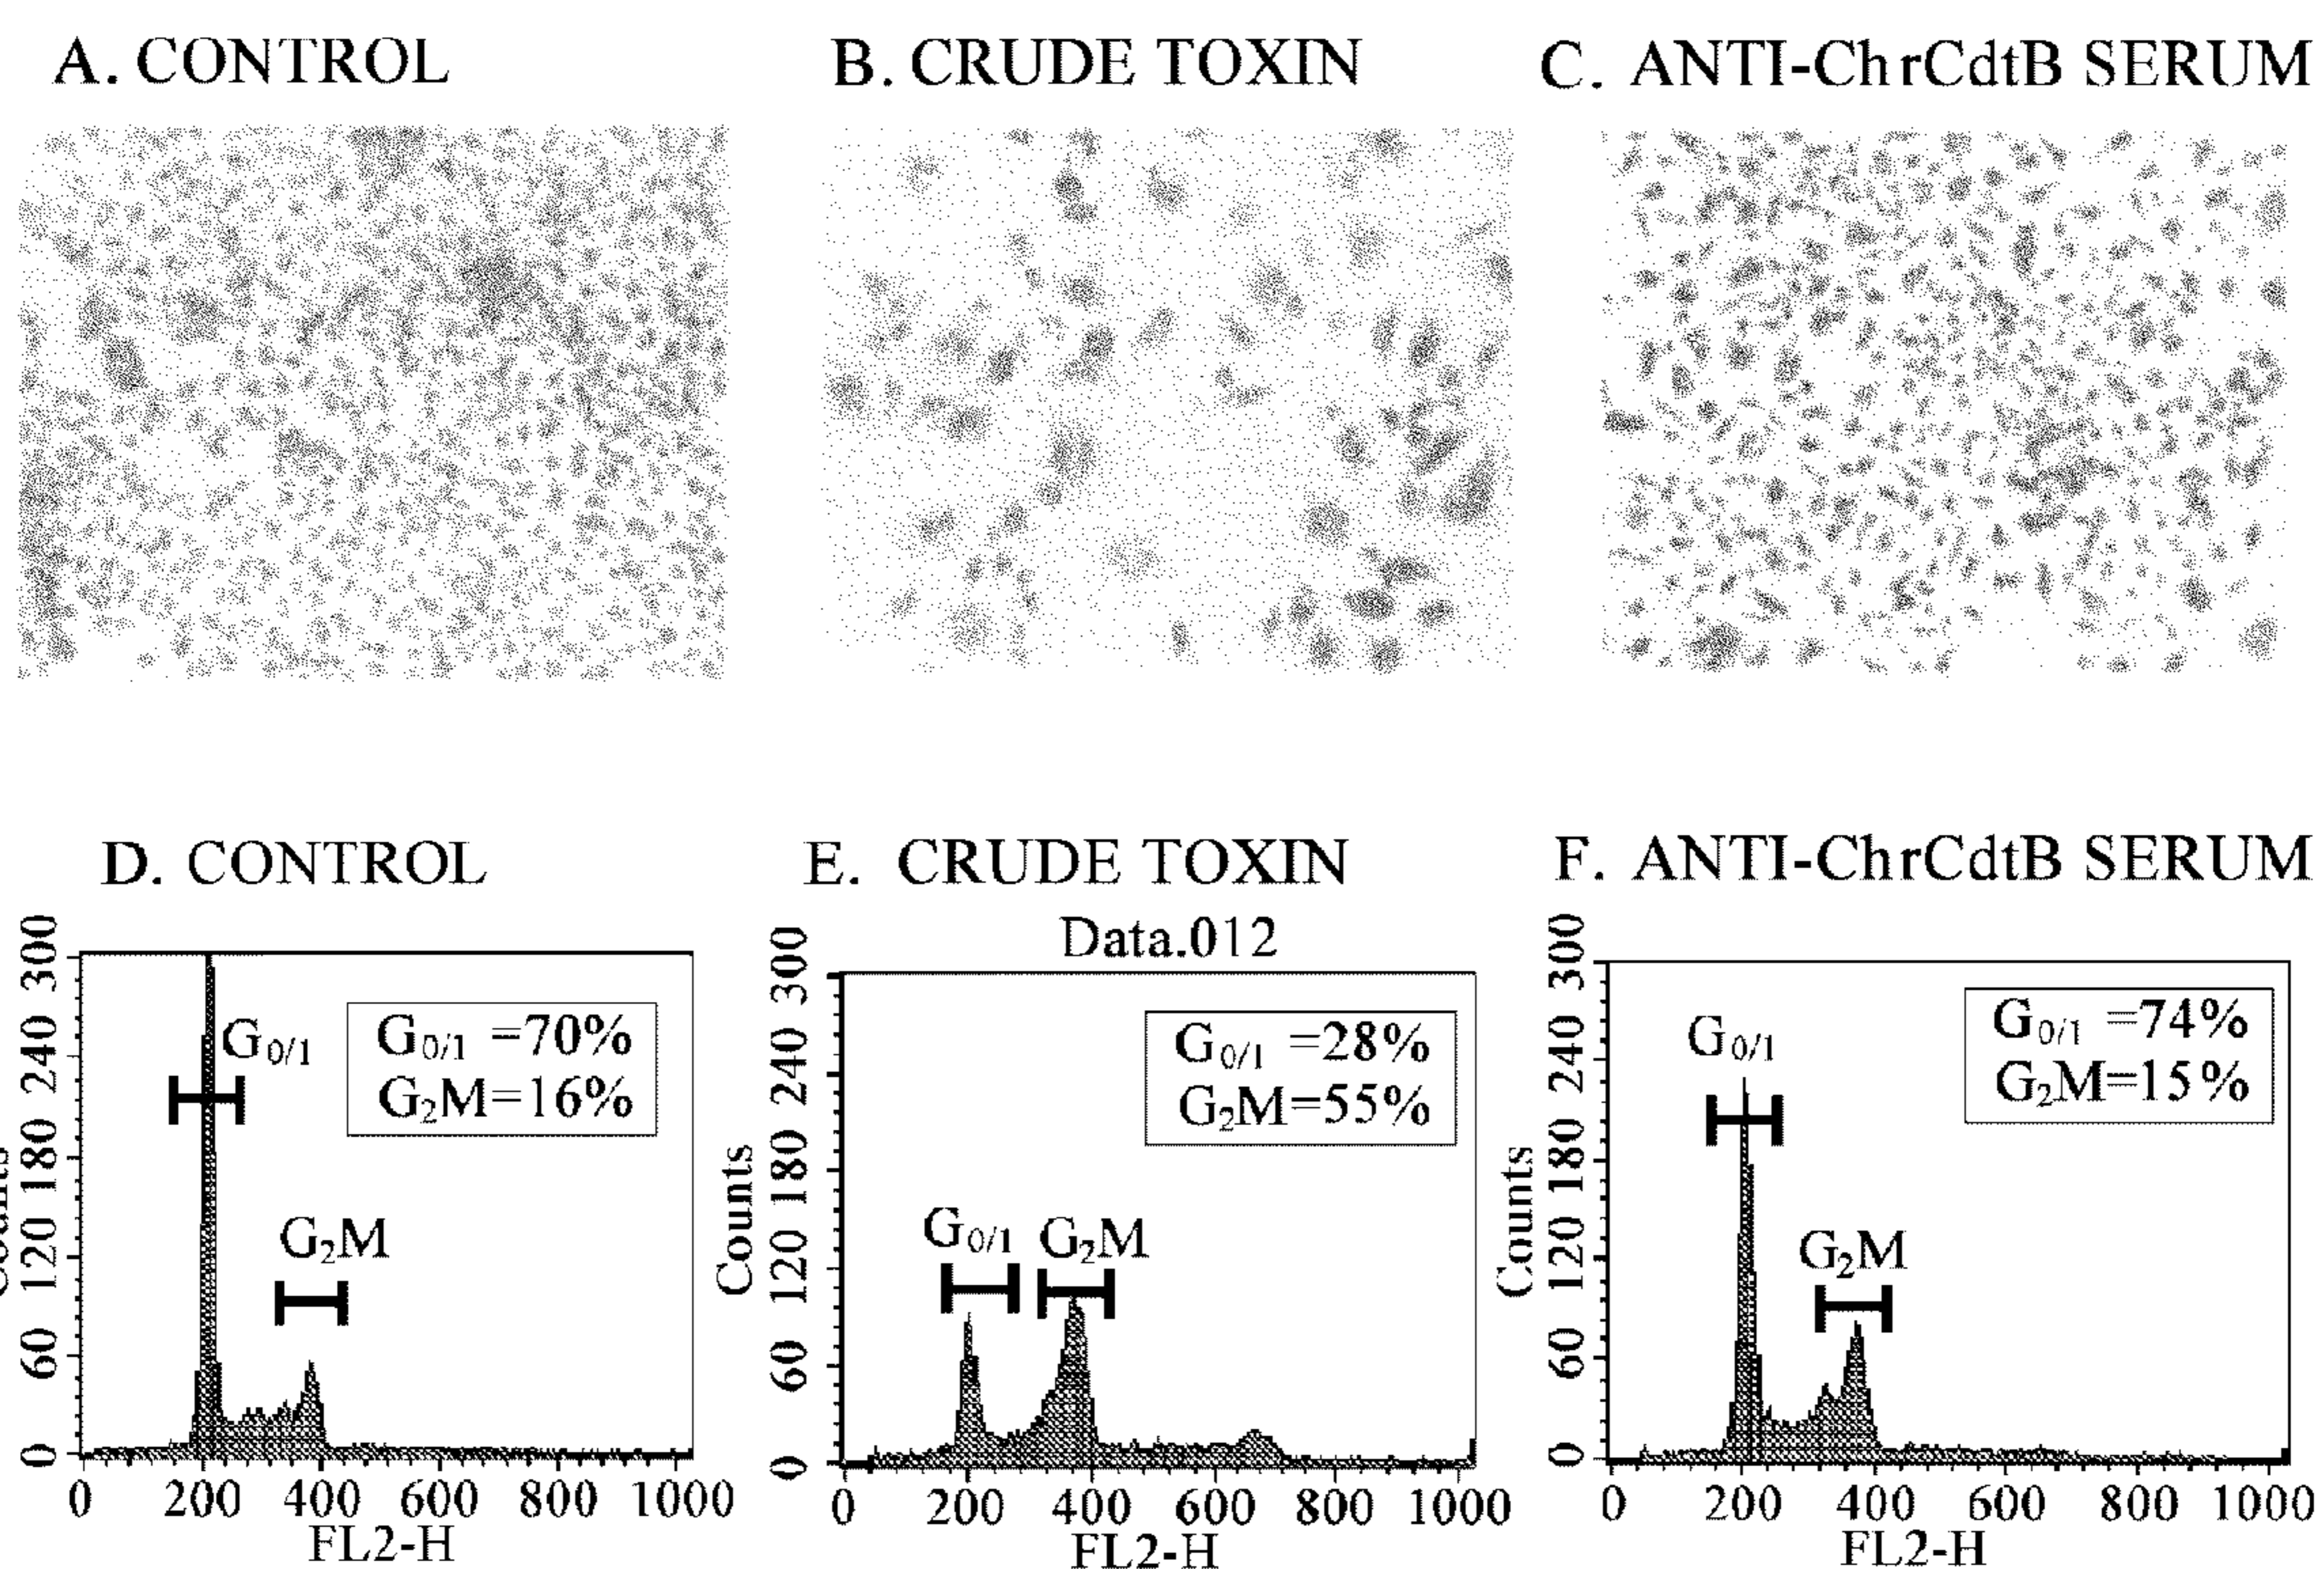 A. CONTROL
B. CRUDE TOXIN
C. ANTI-ChrCdtB SERUM
D. CONTROL
E. CRUDE TOXIN
F. ANTI-ChrCdtB SERUM
Data.012
G0/1
G0/1 =70%
G2M=16%
G2M
300
240
180
120
60
0
0 200 400 600 800 1000
FL2-H
G0/1 =28%
G2M=55%
G0/1
G2M
Counts
300
240
180
120
60
0
0 200 400 600 800 1000
FL2-H
G0/1
G0/1 =74%
G2M=15%
G2M
Counts
300
240
180
120
60
0
0 200 400 600 800 1000
FL2-H